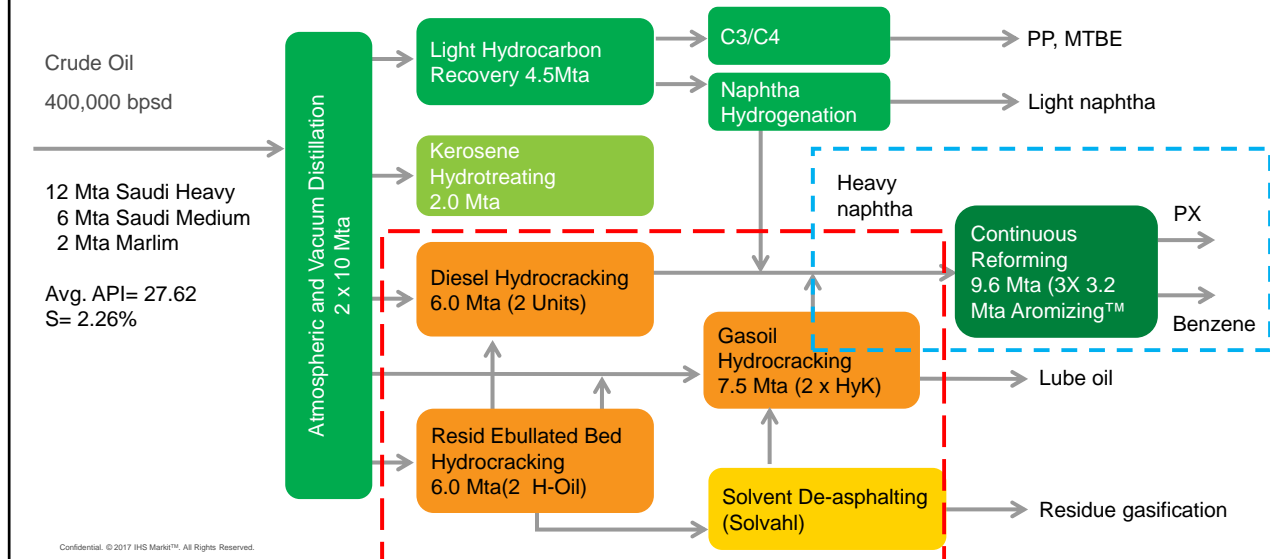 Crude Oil
400,000 bpsd
12 Mta Saudi Heavy
6 Mta Saudi Medium
2 Mta Marlim
Avg. API= 27.62
S= 2.26%
Atmospheric and Vacuum Distillation
2 x 10 Mta
Light Hydrocarbon
Recovery 4.5Mta
C3/C4
PP, MTBE
Naphtha
Hydrogenation
Light naphtha
Kerosene
Hydrotreating
2.0 Mta
Heavy
naphtha
Continuous
Reforming
9.6 Mta (3X 3.2
Mta Aromizing™
PX
Benzene
Diesel Hydrocracking
6.0 Mta (2 Units)
Gasoil
Hydrocracking
7.5 Mta (2 x HyK)
Lube oil
Resid Ebullated Bed
Hydrocracking
6.0 Mta(2 H-Oil)
Solvent De-asphalting
(Solvahl)
Residue gasification
Confidential. © 2017 IHS Markit™. All Rights Reserved.